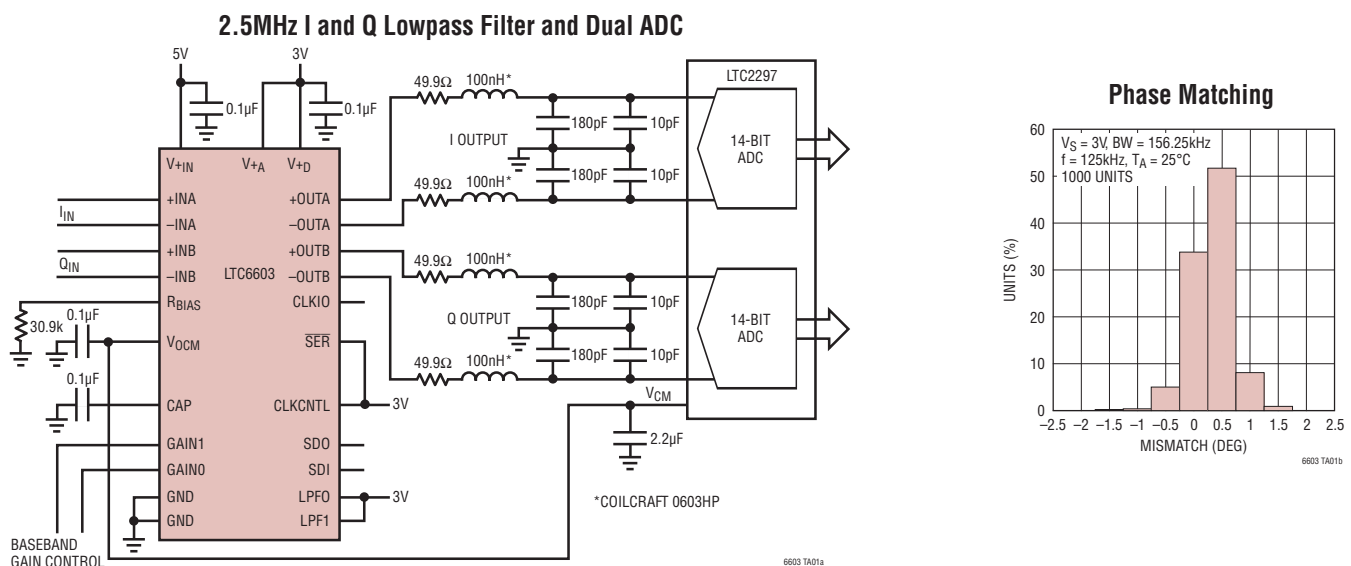 2.5MHz I and Q Lowpass Filter and Dual ADC
5V
3V
0.1µF
0.1µF
49.9Ω
100nH*
LTC2297
180pF
10pF
I OUTPUT
14-BIT
ADC
180pF
10pF
49.9Ω
100nH*
V+IN
V+A
V+D
+INA
+OUTA
IIN
–INA
–OUTA
+INB
+OUTB
QIN
–INB
LTC6603
–OUTB
49.9Ω
100nH*
RBIAS
CLKIO
30.9k
0.1µF
VOCM
SER
180pF
10pF
Q OUTPUT
14-BIT
ADC
180pF
10pF
49.9Ω
100nH*
0.1µF
CAP
CLKCNTL
3V
VCM
2.2µF
GAIN1
SDO
GAIN0
SDI
GND
LPF0
3V
GND
LPF1
*COILCRAFT 0603HP
BASEBAND
GAIN CONTROL
6603 TA01a
Phase Matching
VS = 3V, BW = 156.25kHz
f = 125kHz, TA = 25°C
1000 UNITS
UNITS (%)
60
50
40
30
20
10
0
–2.5 –2 –1.5 –1 –0.5 0 0.5 1 1.5 2 2.5
MISMATCH (DEG)
6603 TA01b